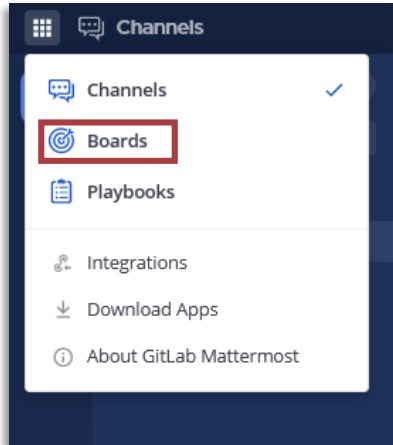 Channels
Channels
Boards
Playbooks
Integrations
Download Apps
About GitLab Mattermost